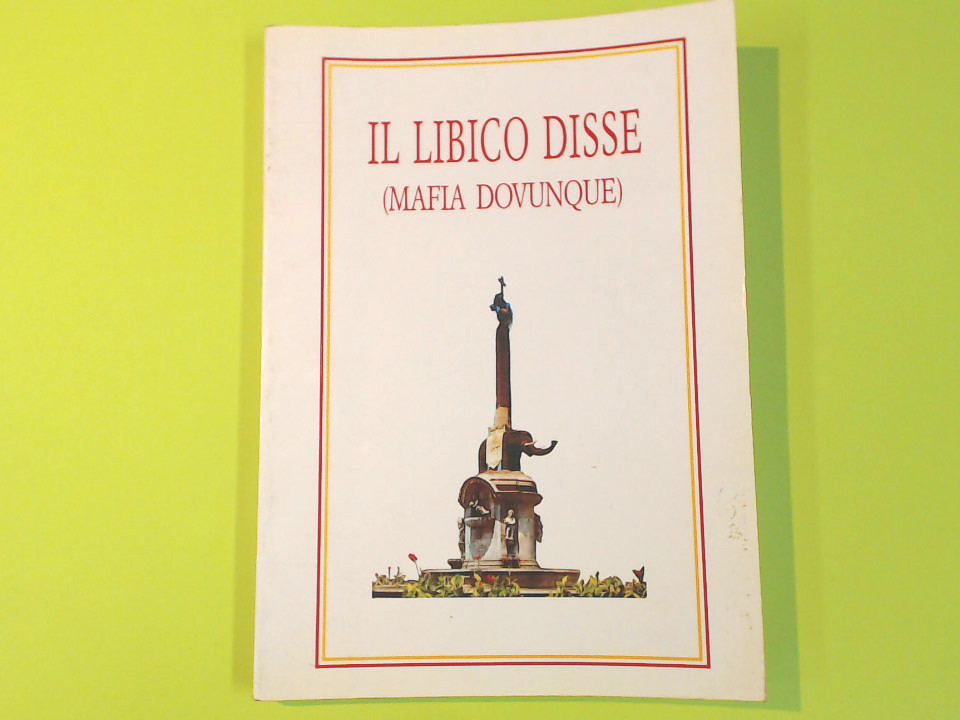 IL LIBICO DISSE
(MAFIA DOVUNQUE)